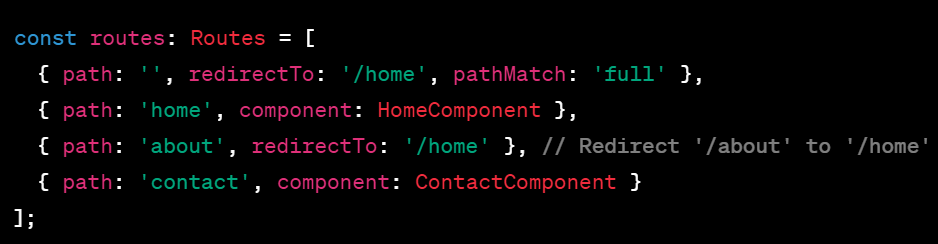 const routes: Routes = [
  { path: '', redirectTo: '/home', pathMatch: 'full' },
  { path: 'home', component: HomeComponent },
  { path: 'about', redirectTo: '/home' }, // Redirect '/about' to '/home'
  { path: 'contact', component: ContactComponent }
];